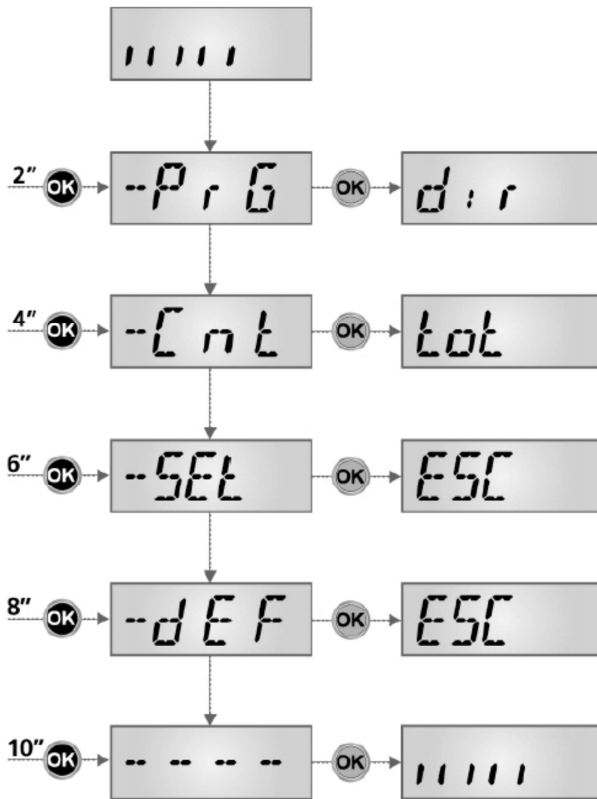 2” OK -PrG OK dir
4” OK -Cnt OK tot
6” OK -SEt OK ESC
8” OK -dEF OK ESC
10” OK ---- OK